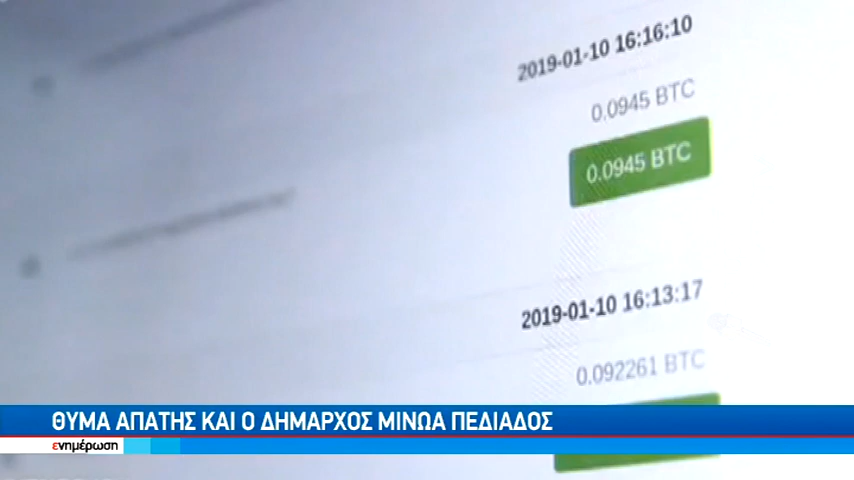 2019-01-10 16:16:10
0.0945 BTC
0.0945 BTC
2019-01-10 16:13:17
0.092261 BTC
ΘΥΜΑ ΑΠΑΤΗΣ ΚΑΙ Ο ΔΗΜΑΡΧΟΣ ΜΙΝΩΑ ΠΕΔΙΑΔΟΣ
ενημέρωση